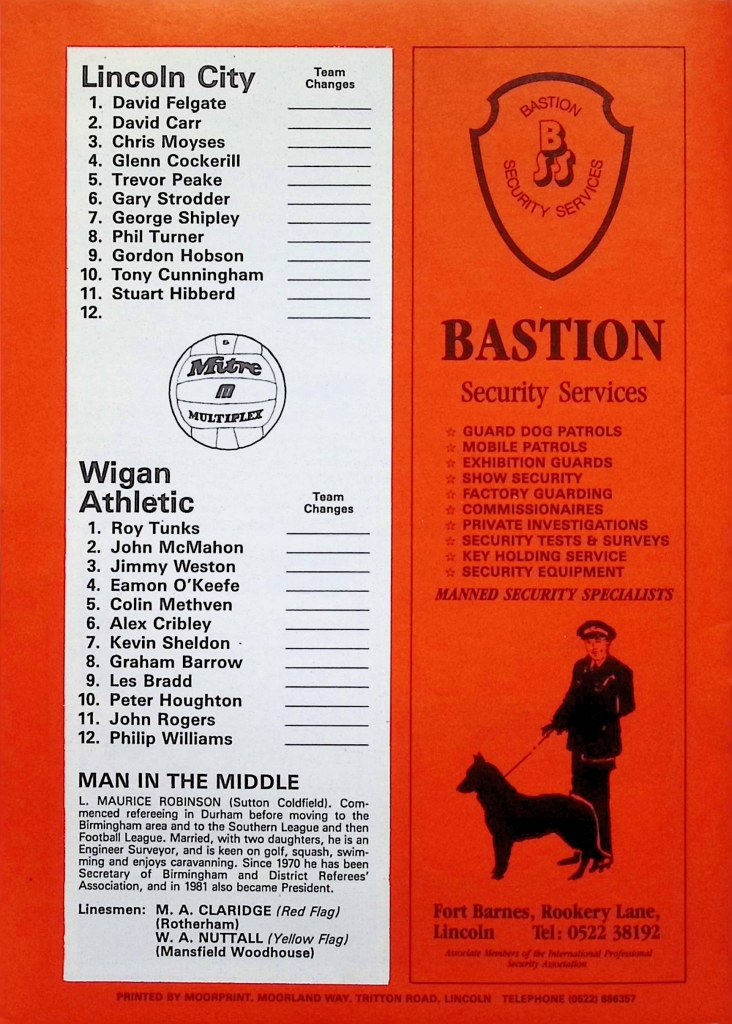 Lincoln City
Team
Changes
1. David Felgate
2. David Carr
3. Chris Moyses
4. Glenn Cockerill
5. Trevor Peake
6. Gary Strodder
7. George Shipley
8. Phil Turner
9. Gordon Hobson
10. Tony Cunningham
11. Stuart Hibberd
12.
Mitre
m
MULTIPLEX
Wigan
Athletic
Team
Changes
1. Roy Tunks
2. John McMahon
3. Jimmy Weston
4. Eamon O'Keefe
5. Colin Methven
6. Alex Cribley
7. Kevin Sheldon
8. Graham Barrow
9. Les Bradd
10. Peter Houghton
11. John Rogers
12. Philip Williams
MAN IN THE MIDDLE
L. MAURICE ROBINSON (Sutton Coldfield). Com-
menced refereeing in Durham before moving to the
Birmingham area and to the Southern League and then
Football League. Married, with two daughters, he is an
Engineer Surveyor, and is keen on golf, squash, swim-
ming and enjoys caravanning. Since 1970 he has been
Secretary of Birmingham and District Referees'
Association, and in 1981 also became President.
Linesmen: M. A. CLARIDGE (Red Flag)
(Rotherham)
W. A. NUTTALL (Yellow Flag)
(Mansfield Woodhouse)
BASTION
B
SS
SECURITY SERVICES
BASTION
Security Services
☆ GUARD DOG PATROLS
☆ MOBILE PATROLS
☆ EXHIBITION GUARDS
☆ SHOW SECURITY
☆ FACTORY GUARDING
☆ COMMISSIONAIRES
☆ PRIVATE INVESTIGATIONS
☆ SECURITY TESTS & SURVEYS
☆ KEY HOLDING SERVICE
☆ SECURITY EQUIPMENT
MANNED SECURITY SPECIALISTS
Fort Barnes, Rookery Lane,
Lincoln Tel: 0522 38192
Associate Members of the International Professional
Security Association
PRINTED BY MOORPRINT, MOORLAND WAY, TRITTON ROAD, LINCOLN TELEPHONE (0522) 686357